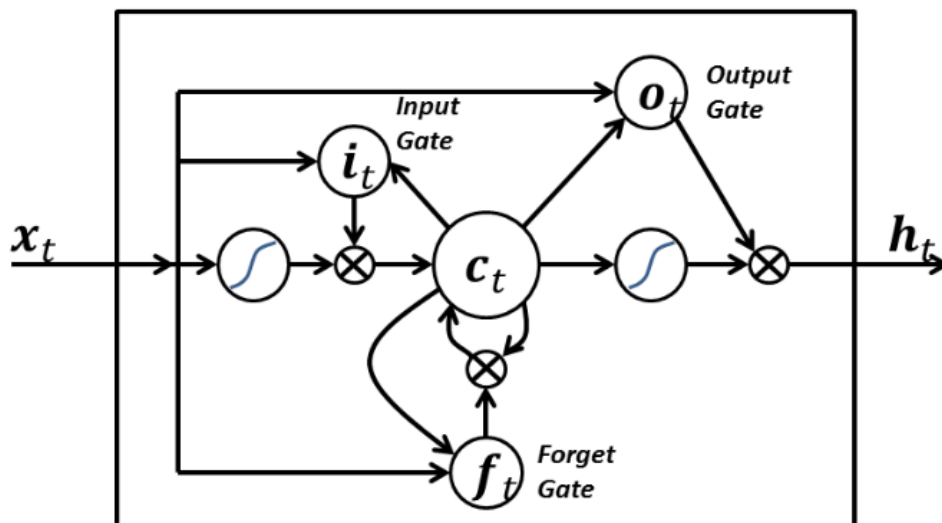 o_t
Output
Gate
Input
Gate
i_t
x_t
c_t
h_t
f_t
Forget
Gate